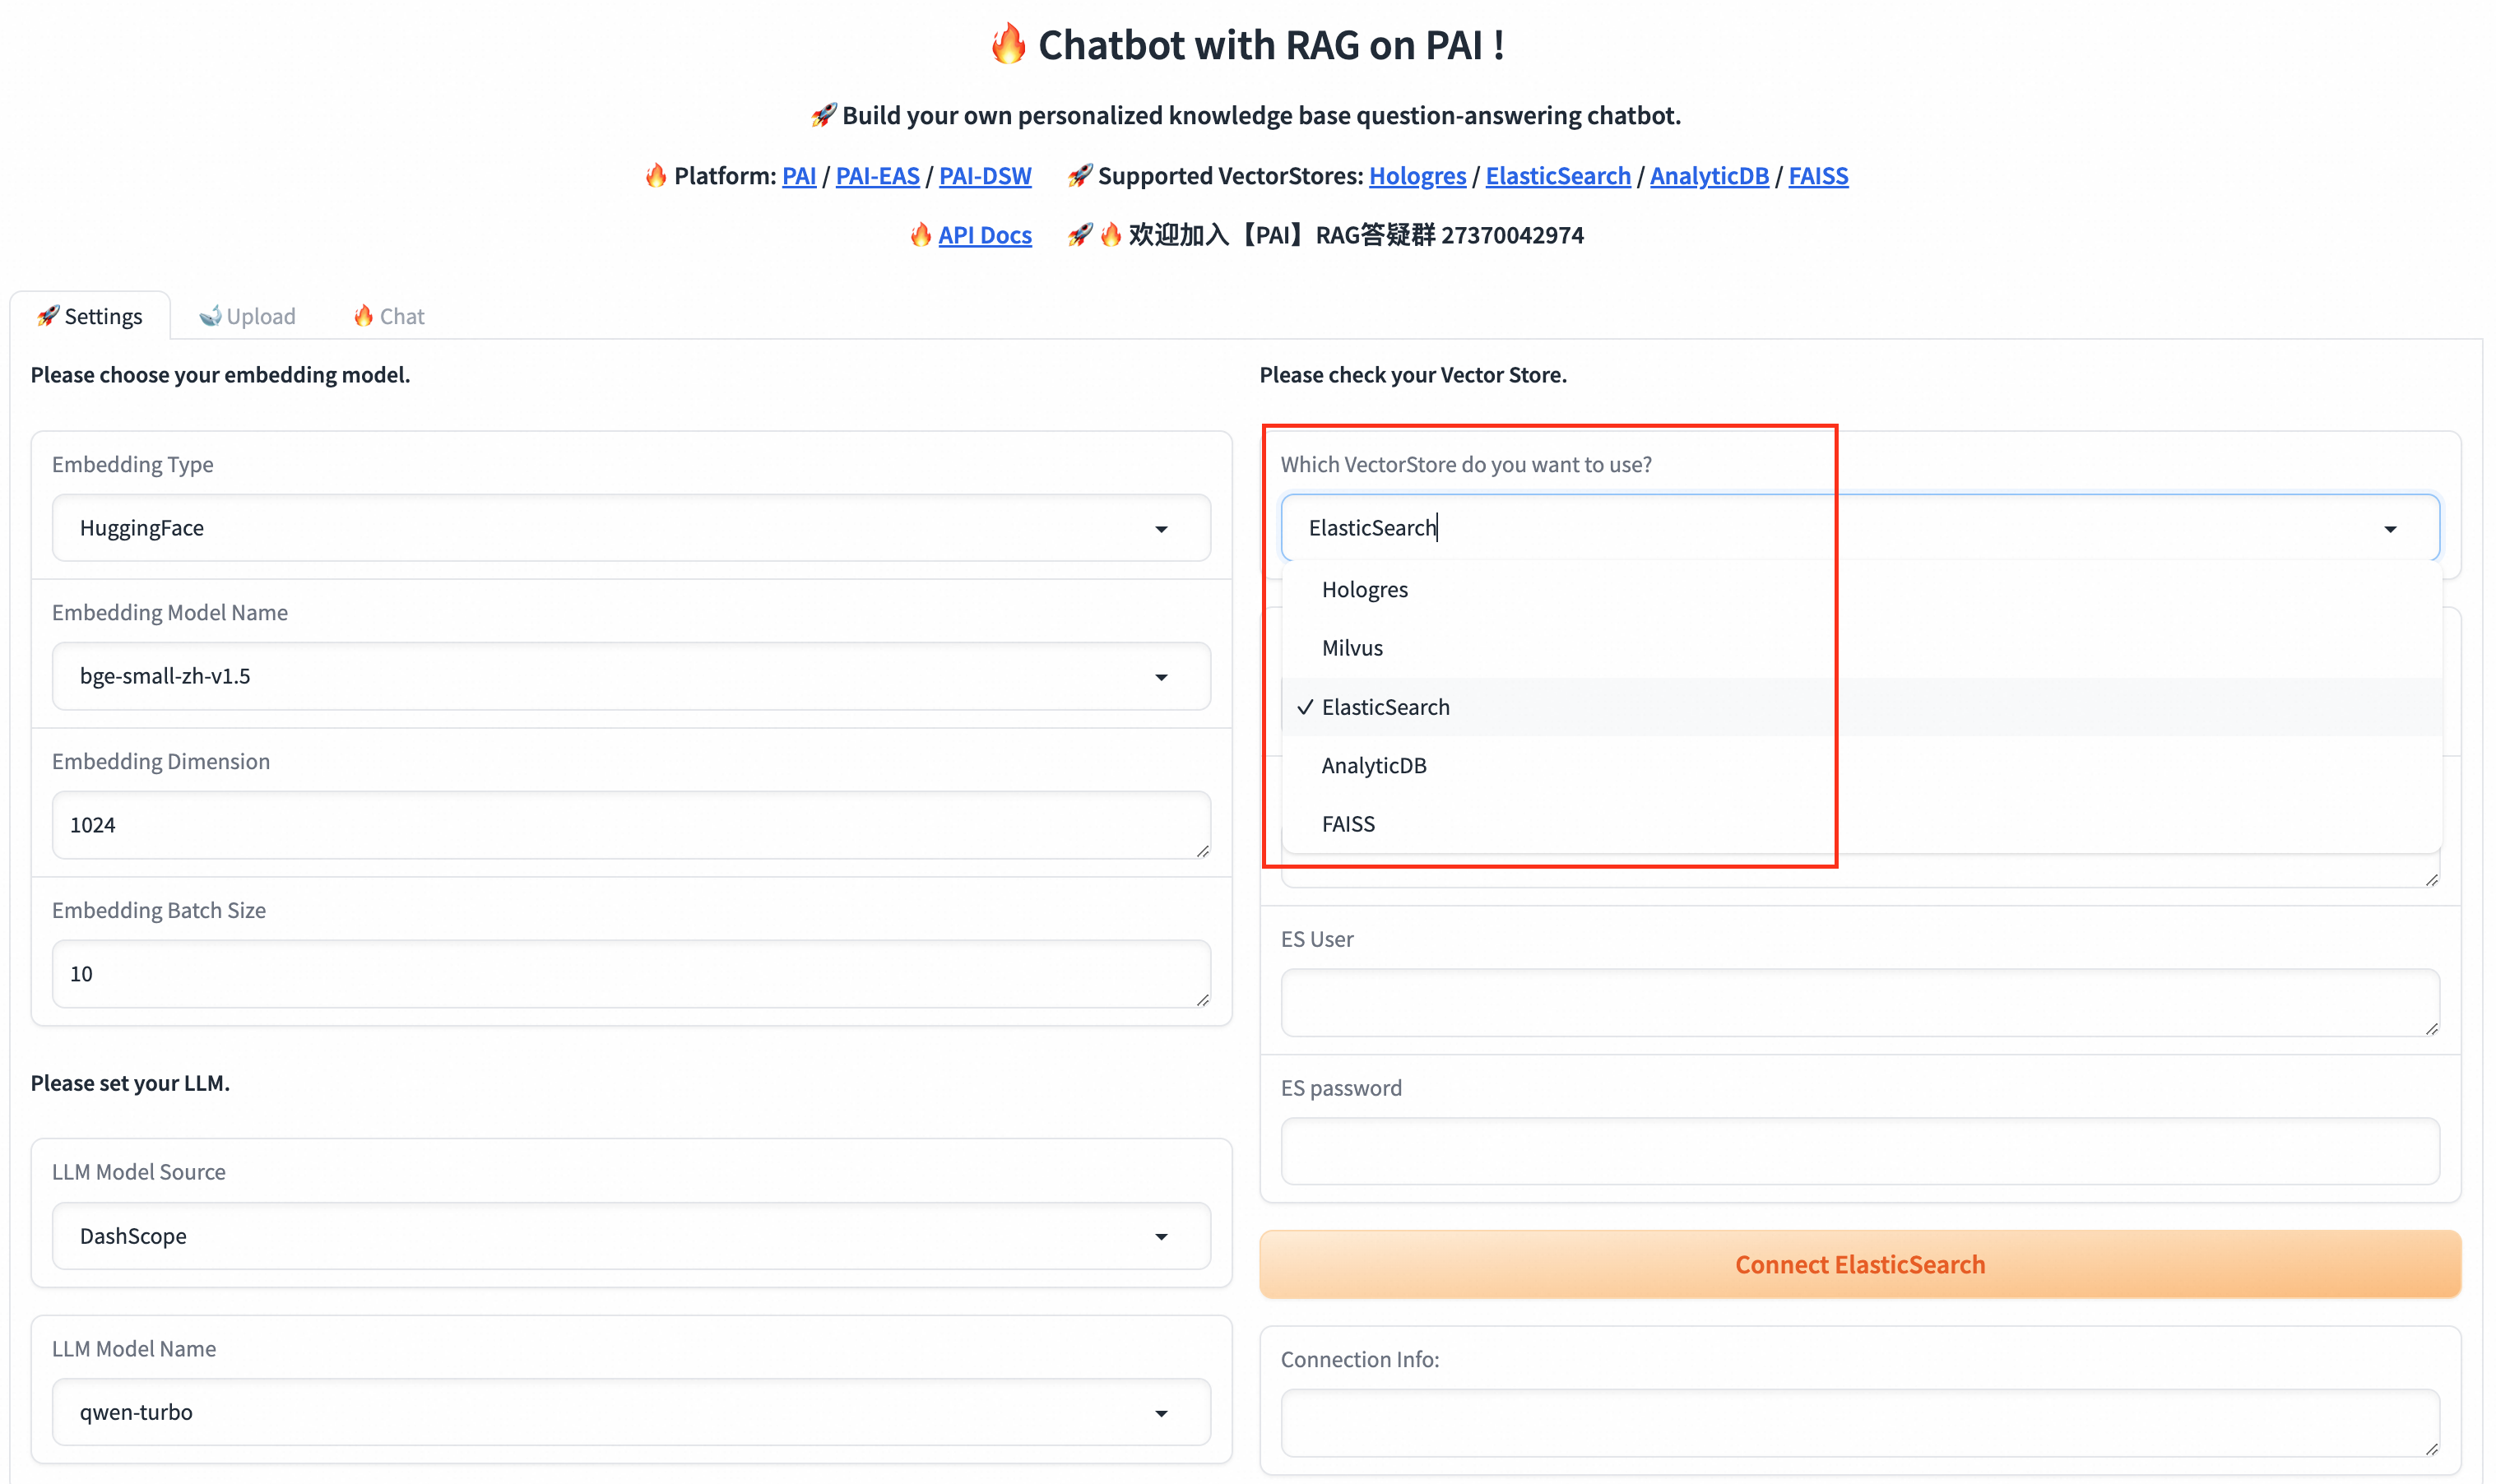 🔥 Chatbot with RAG on PAI !
🚀 Build your own personalized knowledge base question-answering chatbot.
🔥 Platform: PAI / PAI-EAS / PAI-DSW 🚀 Supported VectorStores: Hologres / ElasticSearch / AnalyticDB / FAISS
🔥 API Docs 🚀🔥 欢迎加入【PAI】RAG答疑群 27370042974
🚀 Settings
🐋 Upload
🔥 Chat
Please choose your embedding model.
Embedding Type
HuggingFace
Embedding Model Name
bge-small-zh-v1.5
Embedding Dimension
1024
Embedding Batch Size
10
Please set your LLM.
LLM Model Source
DashScope
LLM Model Name
qwen-turbo
Please check your Vector Store.
Which VectorStore do you want to use?
ElasticSearch
Hologres
Milvus
✓ ElasticSearch
AnalyticDB
FAISS
ES User
ES password
Connect ElasticSearch
Connection Info: